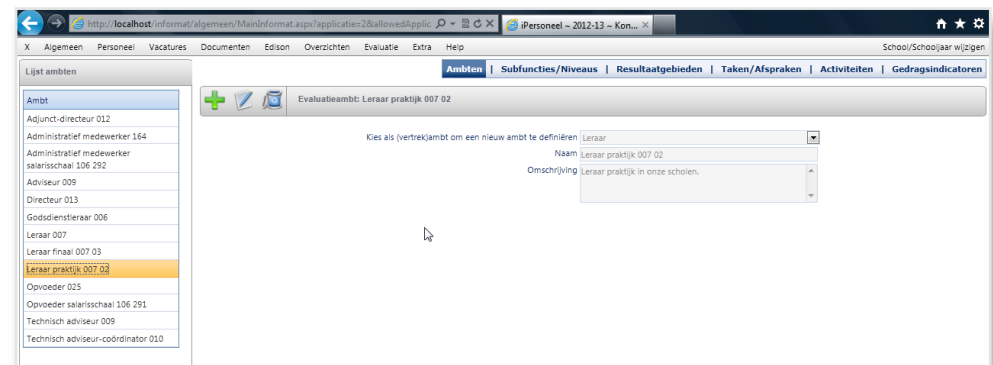 http://localhost/informat/algemeen/MainInformat.aspx?applicatie=2&allowedApplic
iPersoneel ~ 2012-13 ~ Kon...
X Algemeen Personeel Vacatures Documenten Edison Overzichten Evaluatie Extra Help School/Schooljaar wijzigen
Lijst ambten
Ambten | Subfuncties/Niveaus | Resultaatgebieden | Taken/Afspraken | Activiteiten | Gedragsindicatoren
Evaluatieambt: Leraar praktijk 007 02
Ambt
Adjunct-directeur 012
Administratief medewerker 164
Administratief medewerker
salarisschaal 106 292
Adviseur 009
Directeur 013
Godsdienstleraar 006
Leraar 007
Leraar finaal 007 03
Leraar praktijk 007 02
Opvoeder 025
Opvoeder salarisschaal 106 291
Technisch adviseur 009
Technisch adviseur-coördinator 010
Kies als (vertrek)ambt om een nieuw ambt te definiëren Leraar
Naam Leraar praktijk 007 02
Omschrijving Leraar praktijk in onze scholen.